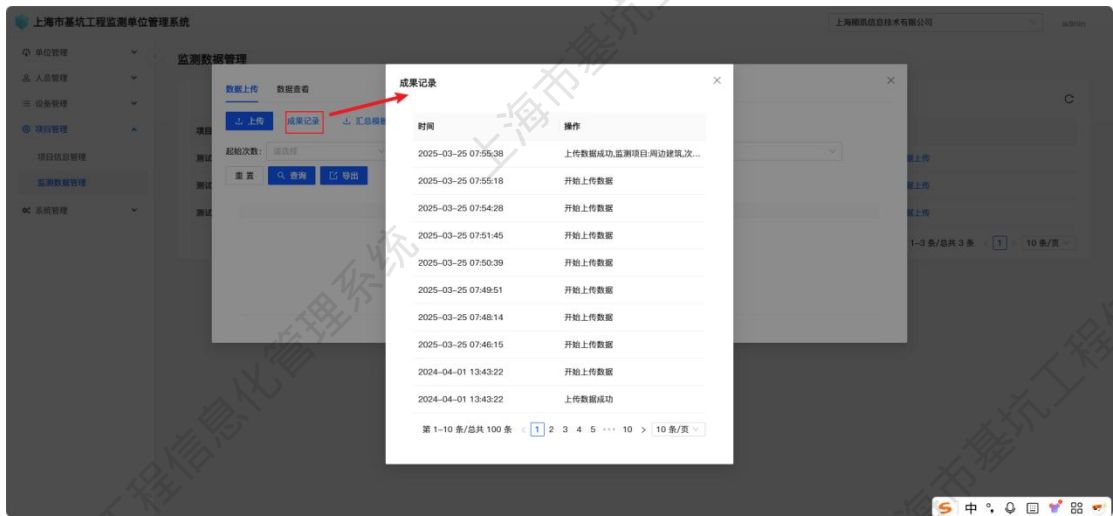 上海市基坑工程监测单位管理系统
上海顺凯信息技术有限公司
admin
单位管理
人员管理
设备管理
项目管理
项目信息管理
监测数据管理
系统管理
监测数据管理
数据上传 数据查看
上传 成果记录 汇总模板
起始次数: 请选择
重置 查询 导出
项目
测试
测试
测试
据上传
据上传
据上传
1-3 条/总共 3 条 < 1 > 10 条/页
成果记录
时间 操作
2025-03-25 07:55:38 上传数据成功,监测项目:周边建筑,次...
2025-03-25 07:55:18 开始上传数据
2025-03-25 07:54:28 开始上传数据
2025-03-25 07:51:45 开始上传数据
2025-03-25 07:50:39 开始上传数据
2025-03-25 07:49:51 开始上传数据
2025-03-25 07:48:14 开始上传数据
2025-03-25 07:46:15 开始上传数据
2024-04-01 13:43:22 开始上传数据
2024-04-01 13:43:22 上传数据成功
第 1-10 条/总共 100 条 < 1 2 3 4 5 ··· 10 > 10 条/页
上海市基坑工程信息化管理系统
上海市基坑工程
中